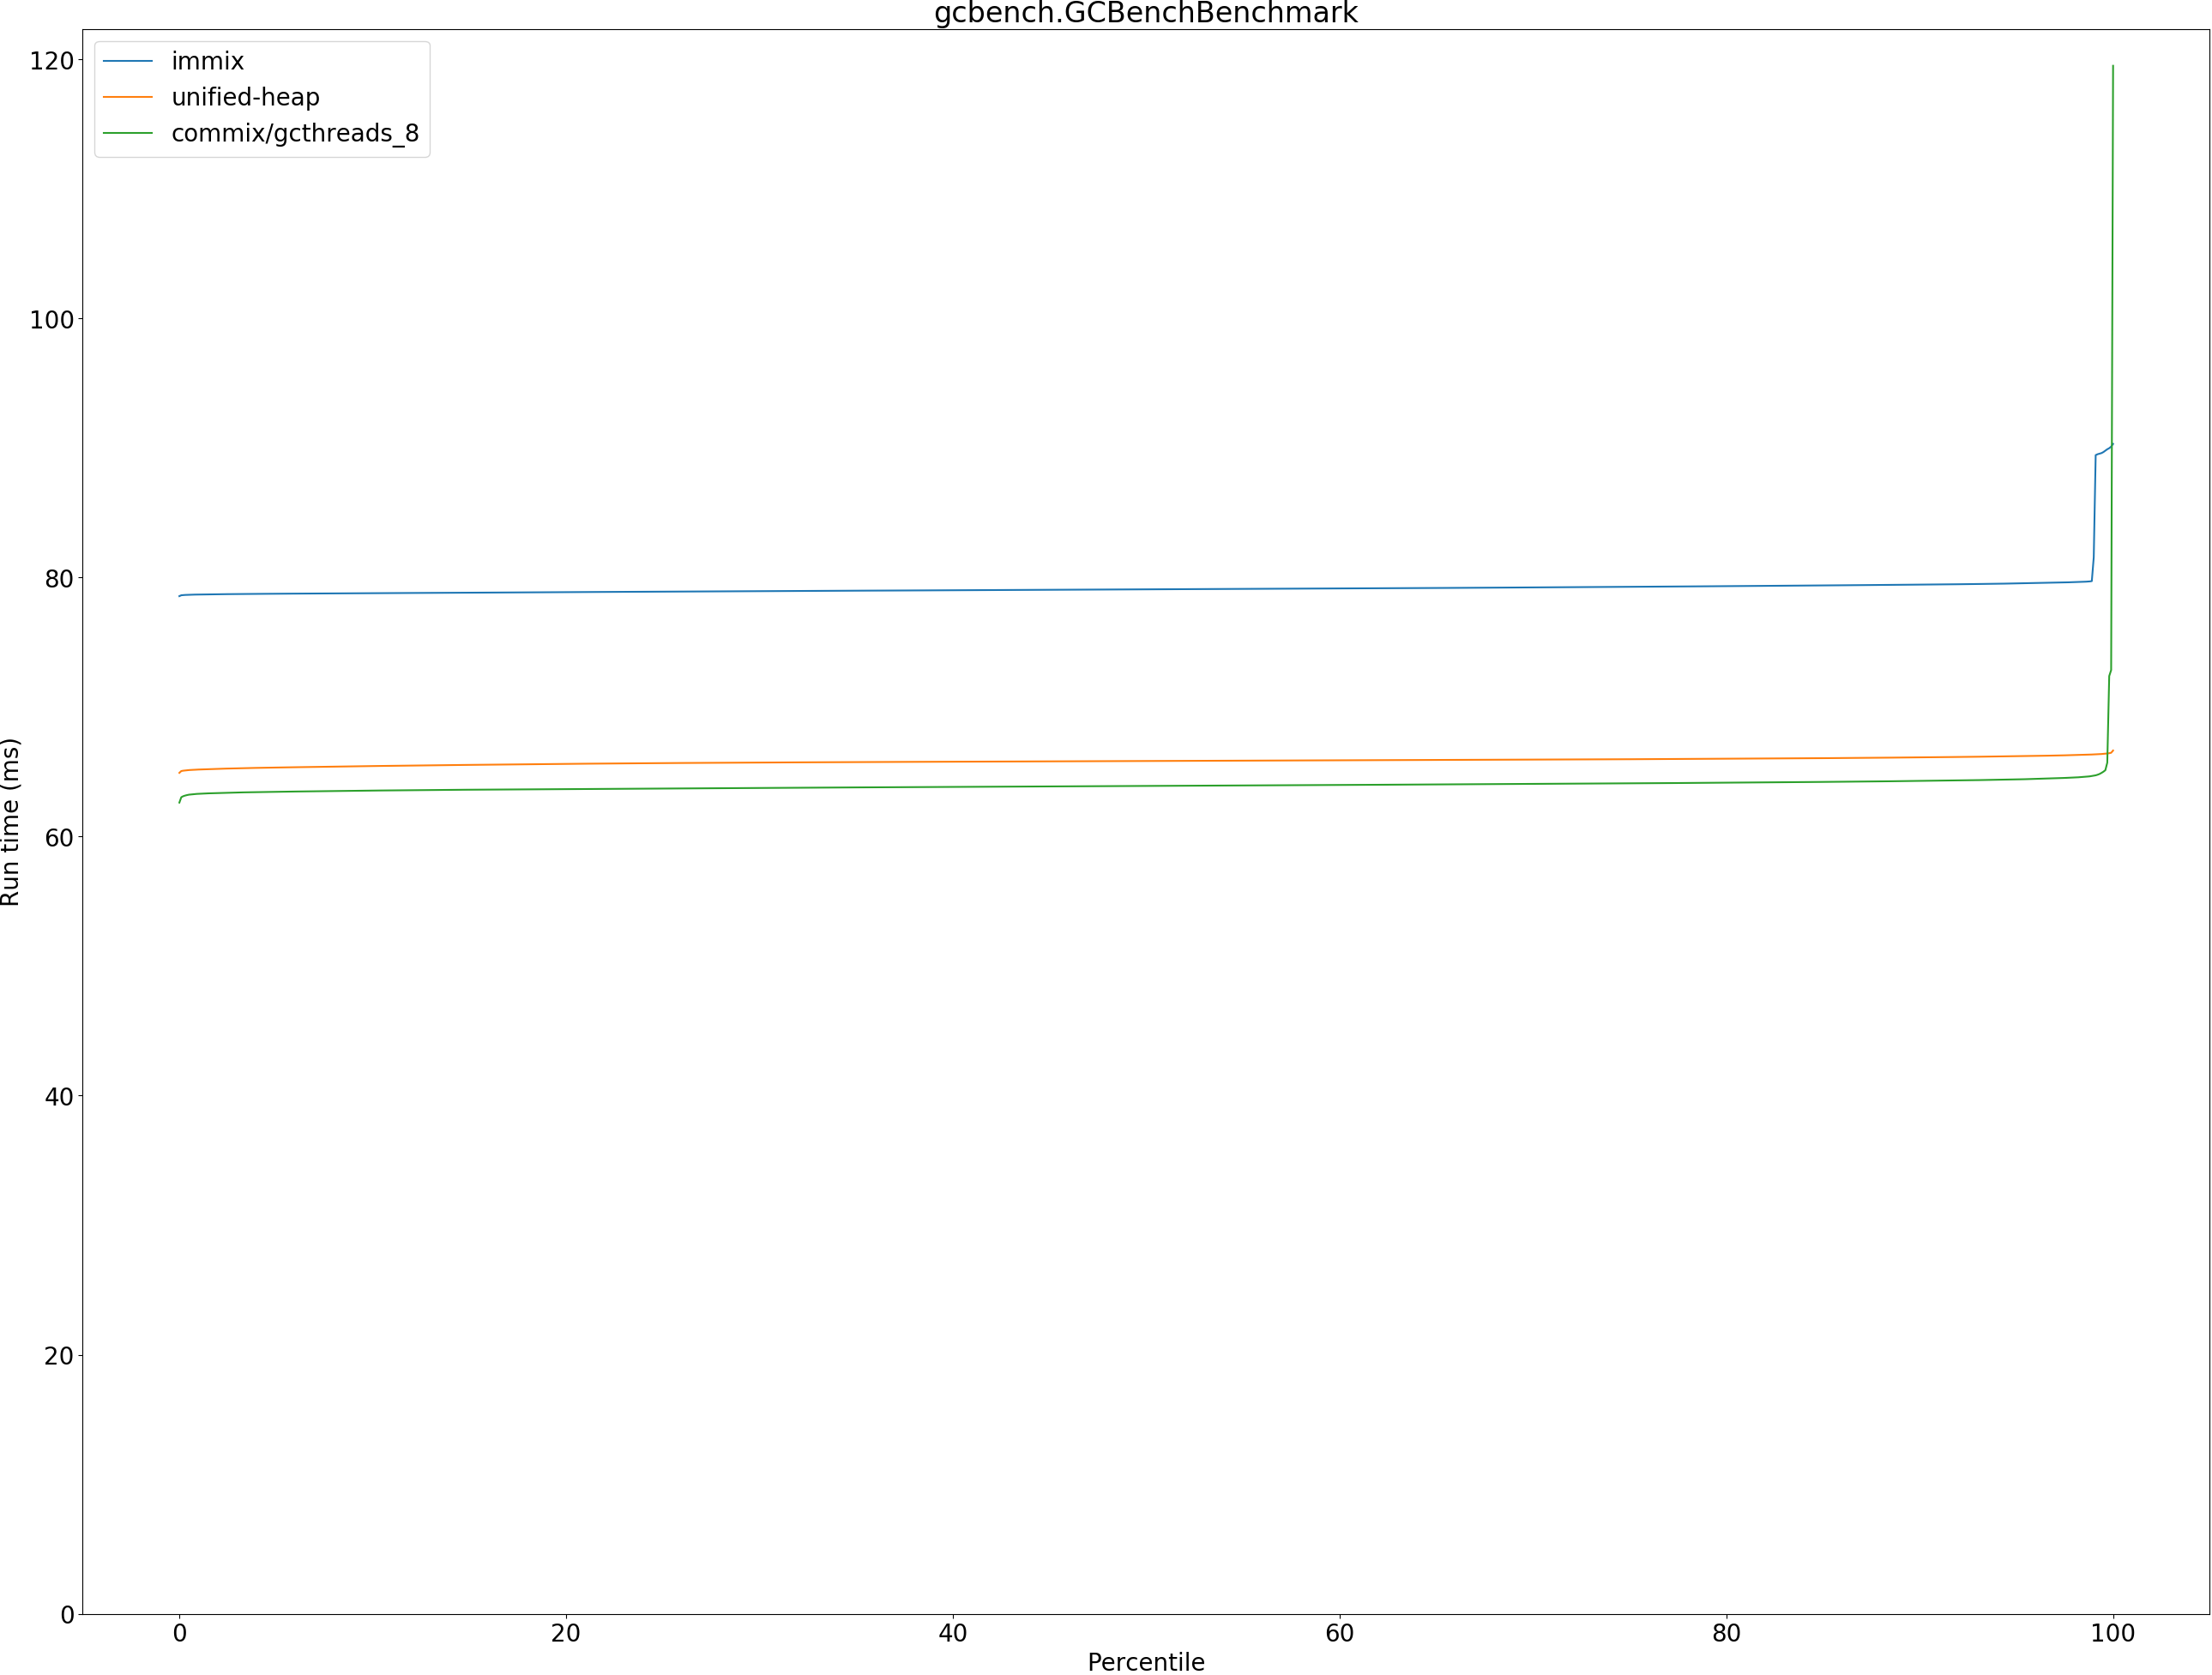 gcbench.GCBenchBenchmark
immix
unified-heap
commix/gcthreads_8
120
100
80
60
40
20
0
Run time (ms)
0 20 40 60 80 100
Percentile